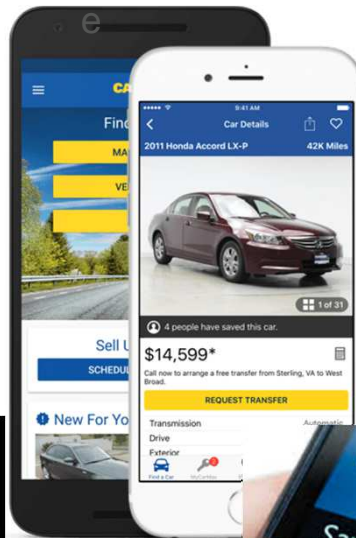 e
CA
Find
MA
VE
Sell U
SCHEDUL
New For Yo
9:41 AM
Car Details
2011 Honda Accord LX-P 42K Miles
1 of 31
4 people have saved this car.
$14,599*
Call now to arrange a free transfer from Sterling, VA to West
Broad.
REQUEST TRANSFER
Transmission Automatic
Drive
Exterior
Find a Car MyCarMax
Sa